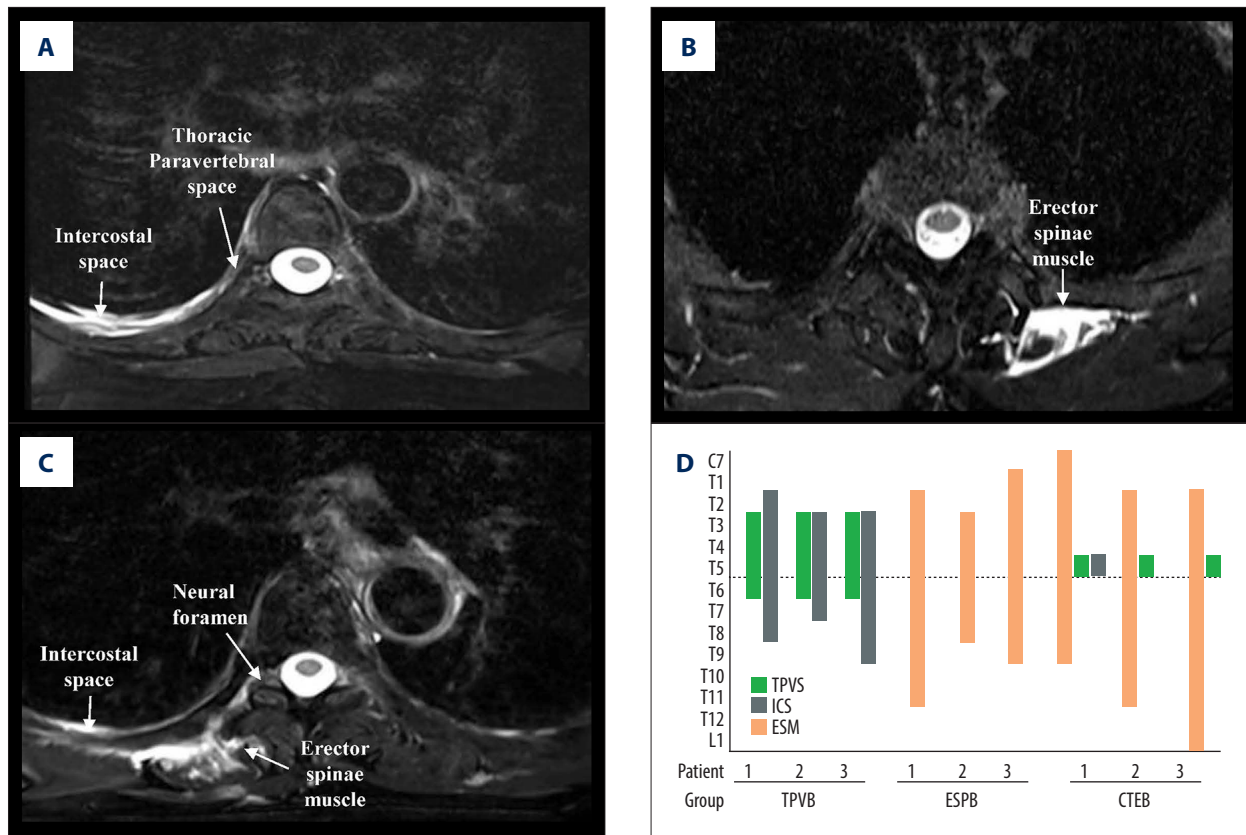 A
Thoracic
Paravertebral
space
Intercostal
space
B
Erector
spinae
muscle
C
Neural
foramen
Intercostal
space
Erector
spinae
muscle
D
C7
T1
T2
T3
T4
T5
T6
T7
T8
T9
T10
T11
T12
L1
TPVS
ICS
ESM
Patient 1 2 3 1 2 3 1 2 3
Group TPVB ESPB CTEB